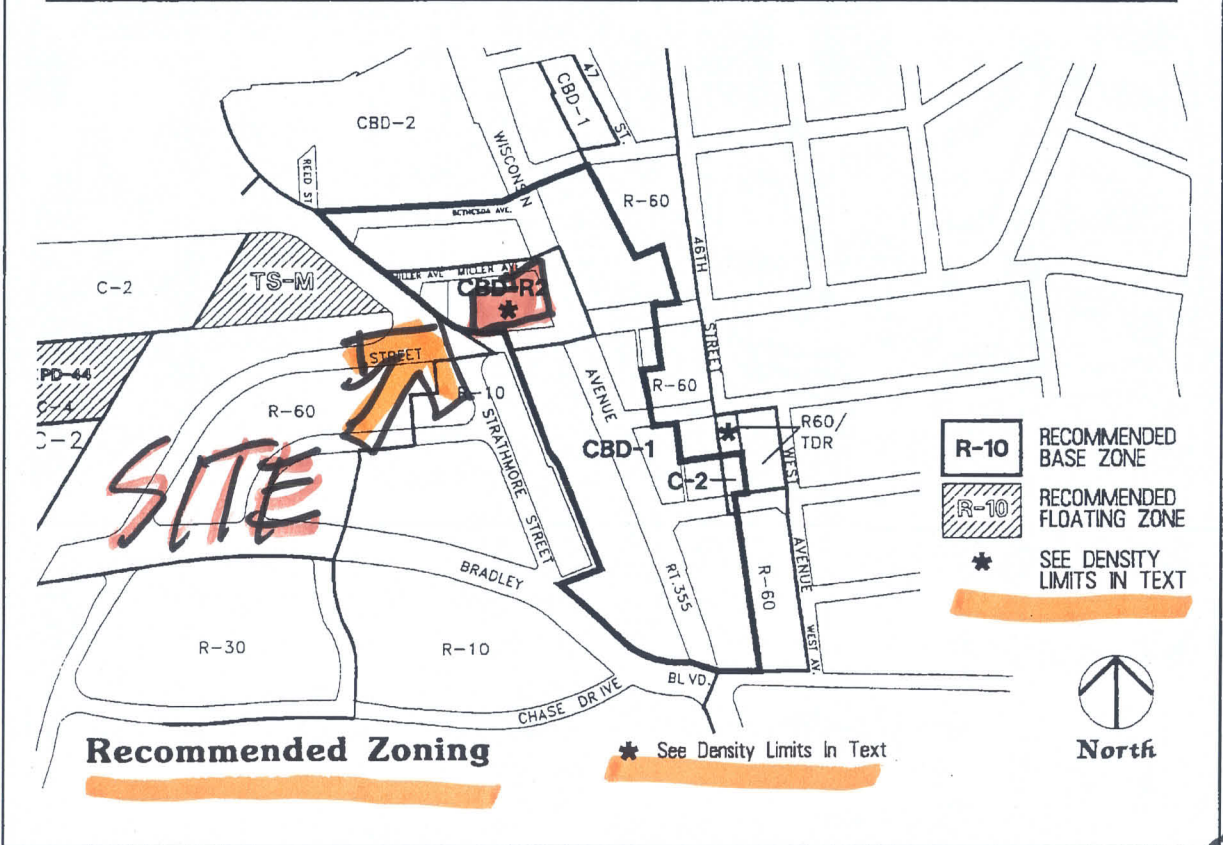 47
ST.
CBD-1
CBD-2
WISCONSIN
REED ST
R-60
BETHESDA AVE.
46TH
STREET
MILLER AVE
MILLER AVE
C-2
TS-M
CBD-R2
*
STREET
PD-44
C-4
C-2
R-60
R-10
AVENUE
R-60
STRATHMORE
STREET
CBD-1
*
R60/
TDR
WEST
AVENUE
C-2
SITE
R-10
RECOMMENDED
BASE ZONE
R-10
RECOMMENDED
FLOATING ZONE
*
SEE DENSITY
LIMITS IN TEXT
BRADLEY
RT.355
R-60
R-30
R-10
WEST AV.
BLVD.
CHASE DRIVE
Recommended Zoning
* See Density Limits In Text
North